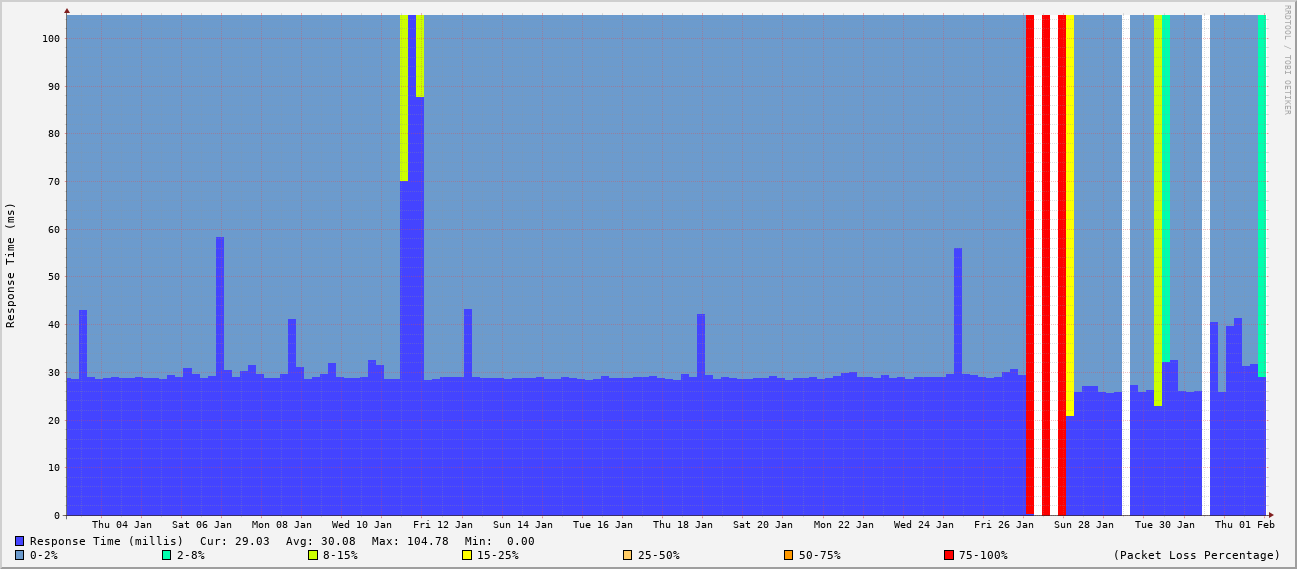 RRDTOOL / TOBI OETIKER
Response Time (ms)
100
90
80
70
60
50
40
30
20
10
0
Thu 04 Jan Sat 06 Jan Mon 08 Jan Wed 10 Jan Fri 12 Jan Sun 14 Jan Tue 16 Jan Thu 18 Jan Sat 20 Jan Mon 22 Jan Wed 24 Jan Fri 26 Jan Sun 28 Jan Tue 30 Jan Thu 01 Feb
Response Time (millis) Cur: 29.03 Avg: 30.08 Max: 104.78 Min: 0.00
0-2% 2-8% 8-15% 15-25% 25-50% 50-75% 75-100% (Packet Loss Percentage)